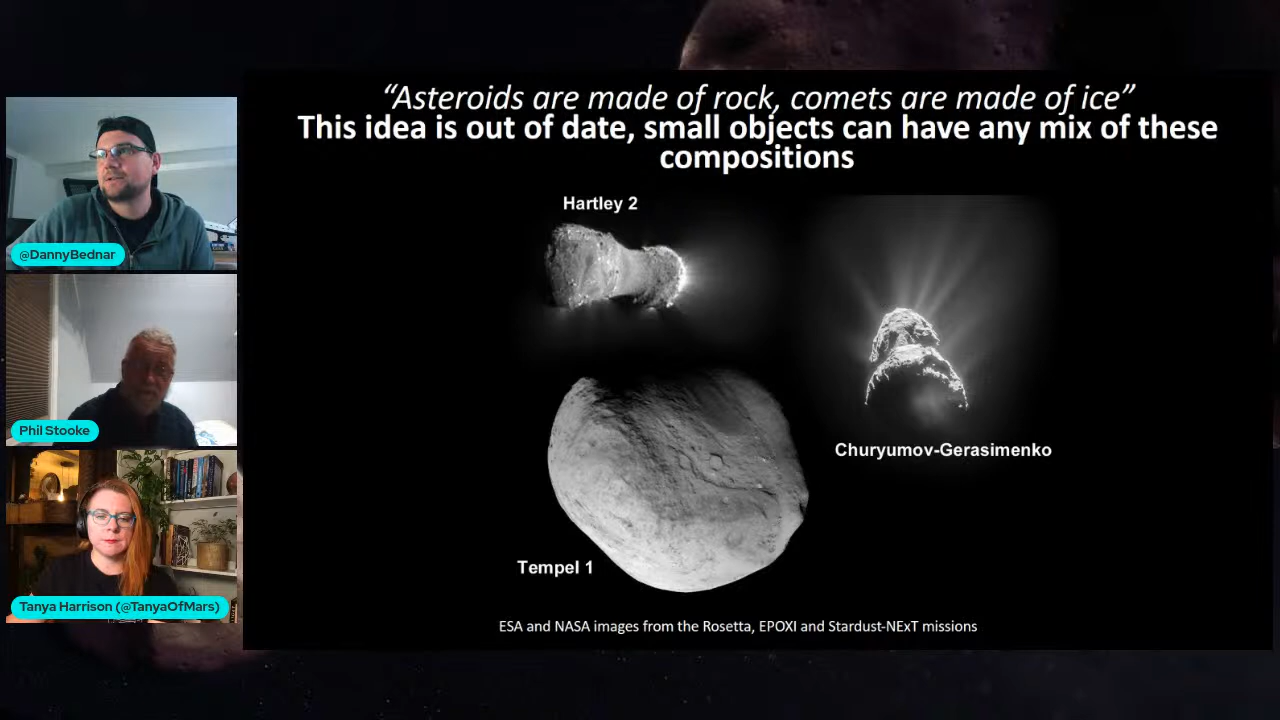 “Asteroids are made of rock, comets are made of ice”
This idea is out of date, small objects can have any mix of these
compositions
Hartley 2
@DannyBednar
Phil Stooke
Churyumov-Gerasimenko
Tempel 1
Tanya Harrison (@TanyaOfMars)
ESA and NASA images from the Rosetta, EPOXI and Stardust-NExT missions